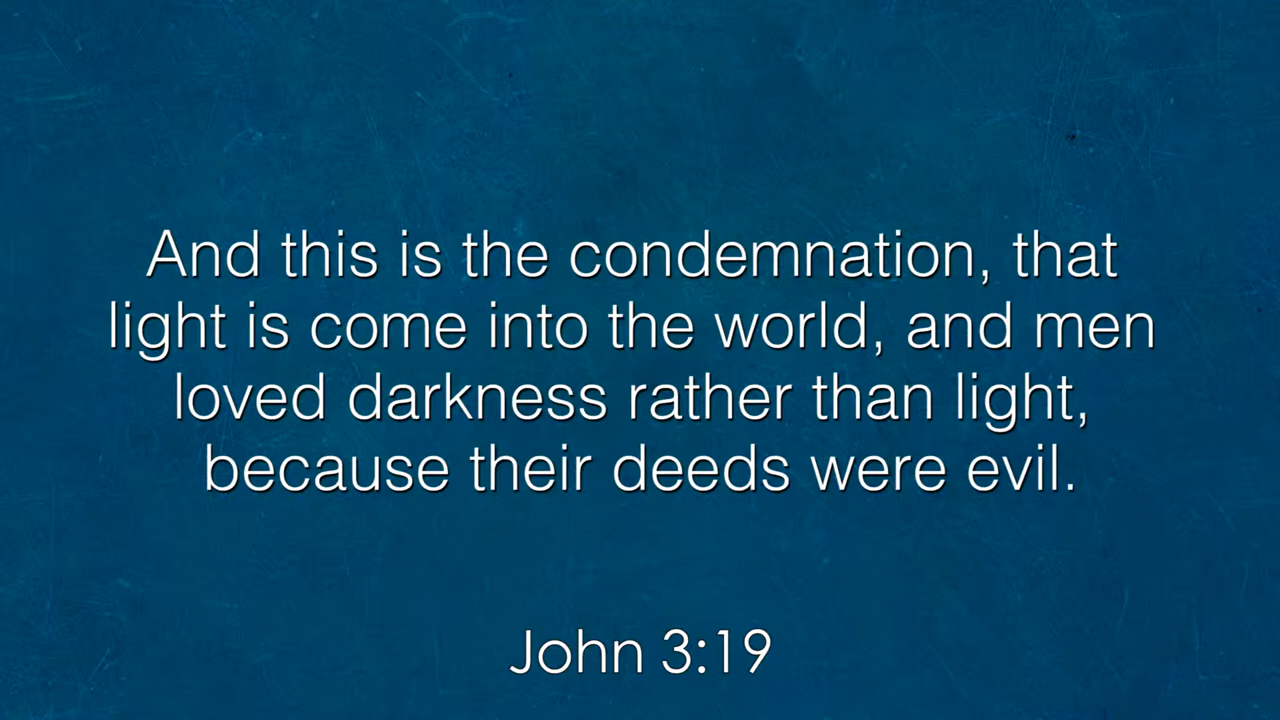 And this is the condemnation, that
light is come into the world, and men
loved darkness rather than light,
because their deeds were evil.
John 3:19